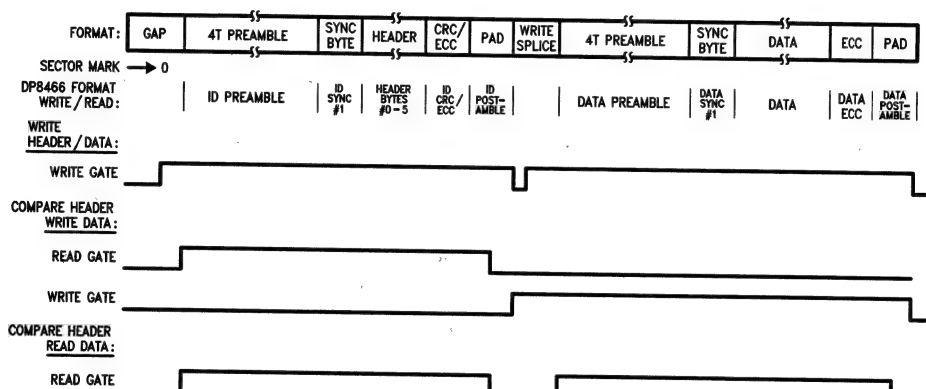 FORMAT: GAP 4T PREAMBLE SYNC BYTE HEADER CRC/ ECC PAD WRITE SPLICE 4T PREAMBLE SYNC BYTE DATA ECC PAD
SECTOR MARK 0
DP8466 FORMAT
WRITE / READ: ID PREAMBLE ID SYNC #1 HEADER BYTES #0-5 ID CRC/ ECC ID POST- AMBLE DATA PREAMBLE DATA SYNC #1 DATA DATA ECC DATA POST- AMBLE
WRITE
HEADER / DATA:
WRITE GATE
COMPARE HEADER
WRITE DATA:
READ GATE
WRITE GATE
COMPARE HEADER
READ DATA:
READ GATE